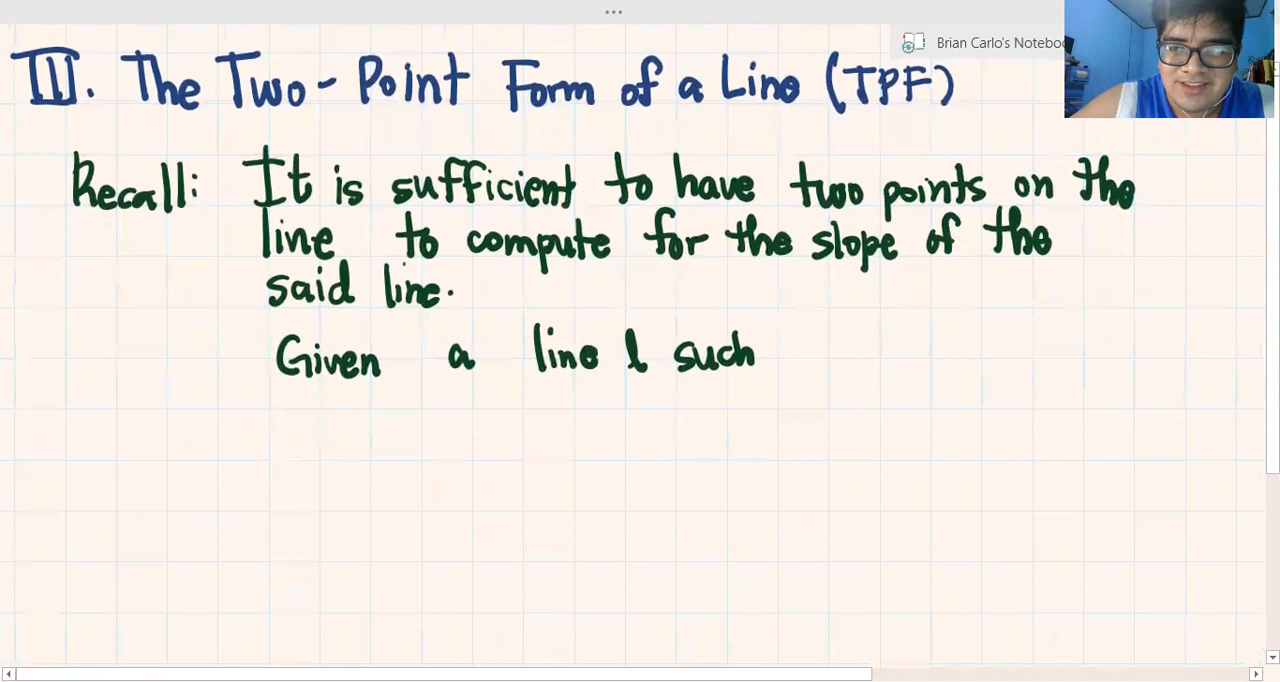 Brian Carlo's Noteboo
III. The Two-Point Form of a Line (TPF)
Recall: It is sufficient to have two points on the
line to compute for the slope of the
said line.
Given a line l such